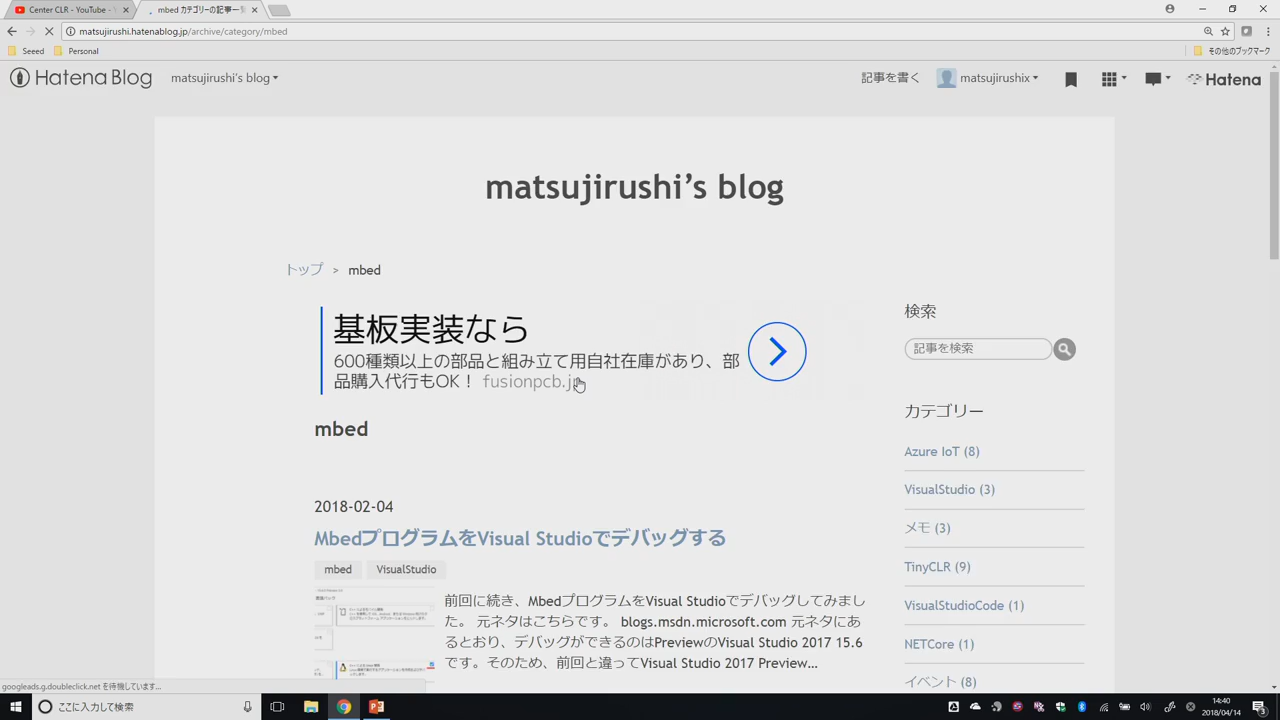 Center CLR - YouTube -
mbed カテゴリーの記事一
matsujirushi.hatenablog.jp/archive/category/mbed
Seeed
Personal
その他のブックマーク
Hatena Blog
matsujirushi's blog
記事を書く
matsujirushix
Hatena
matsujirushi’s blog
トップ > mbed
基板実装なら
600種類以上の部品と組み立て用自社在庫があり、部
品購入代行もOK! fusionpcb.jp
検索
記事を検索
カテゴリー
Azure IoT (8)
VisualStudio (3)
メモ (3)
TinyCLR (9)
VisualStudioCode (1)
NETCore (1)
イベント (8)
mbed
2018-02-04
MbedプログラムをVisual Studioでデバッグする
mbed
VisualStudio
前回に続き、MbedプログラムをVisual Studioでデバッグしてみまし
た。 元ネタはこちらです。 blogs.msdn.microsoft.com 元ネタにあ
るとおり、デバッグができるのはPreviewのVisual Studio 2017 15.6
です。そのため、前回と違ってVisual Studio 2017 Preview...
googleads.g.doubleclick.net を待機しています...
ここに入力して検索
14:40
2018/04/14